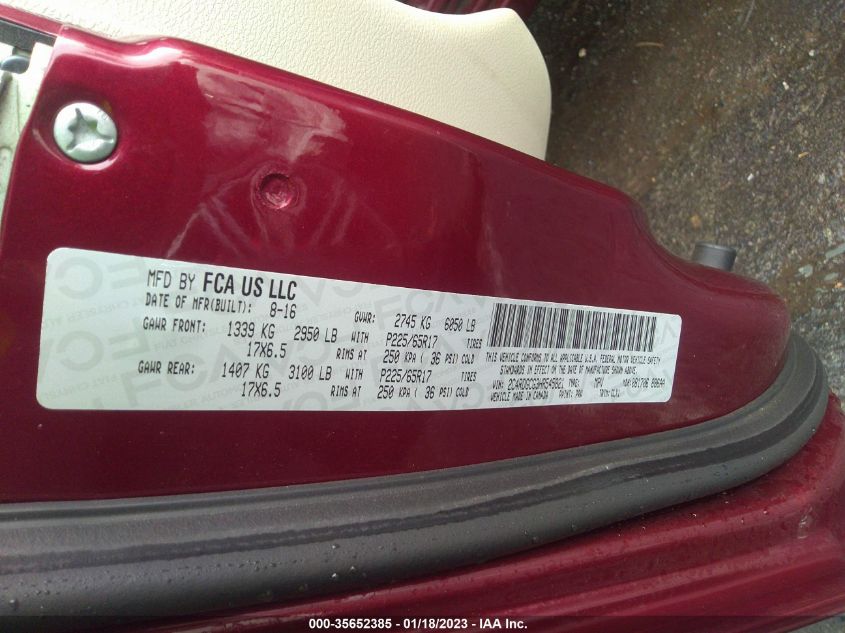 MFD BY FCA US LLC
DATE OF MFR(BUILT): 8-16 GVWR: 2745 KG 6050 LB
GAWR FRONT: 1339 KG 2950 LB WITH P225/65R17 TIRES
17X6.5 RIMS AT 250 KPA ( 36 PSI) COLD
GAWR REAR: 1407 KG 3100 LB WITH P225/65R17 TIRES
17X6.5 RIMS AT 250 KPA ( 36 PSI) COLD
THIS VEHICLE CONFORMS TO ALL APPLICABLE U.S.A. FEDERAL MOTOR VEHICLE SAFETY
STANDARDS IN EFFECT ON THE DATE OF MANUFACTURE SHOWN ABOVE.
VIN: TYPE: MPV
VEHICLE MADE IN CANADA PAINT: PRP TRIM:
000-35652385 / 01/18/2023 - IAA Inc.